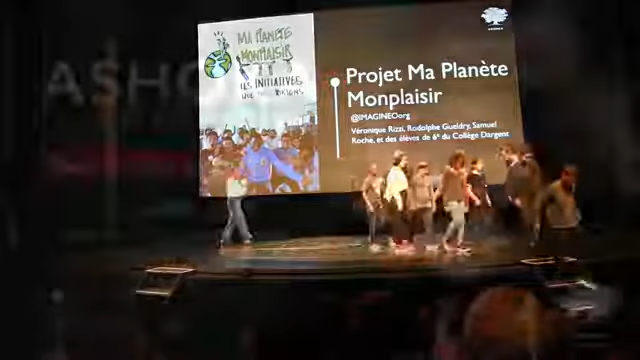 MA PLANÈTE
MONPLAISIR
LES INITIATIVES
Projet Ma Planète
Monplaisir
@IMAGINEOorg
Véronique Rizzi, Rodolphe Gueldry, Samuel
Roche, et des élèves de 6e du Collège Dargent
ASHO